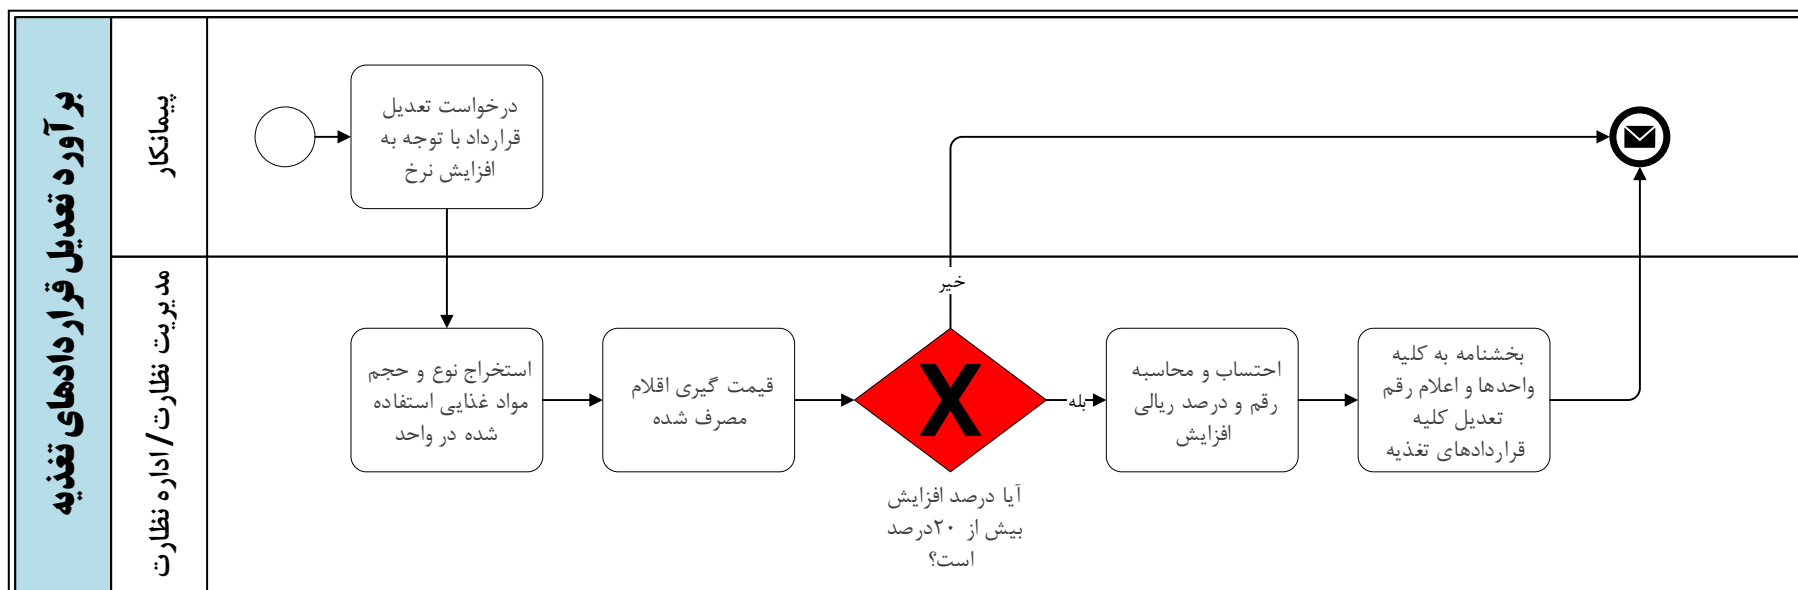 برآورد تعدیل قراردادهای تغذیه
پیمانکار
درخواست تعدیل
قرارداد با توجه به
افزایش نرخ
مدیریت نظارت/ اداره نظارت
استخراج نوع و حجم
مواد غذایی استفاده
شده در واحد
قیمت گیری اقلام
مصرف شده
خیر
آیا درصد افزایش
بیش از ۲۰درصد
است؟
بله
احتساب و محاسبه
رقم و درصد ریالی
افزایش
بخشنامه به کلیه
واحدها و اعلام رقم
تعدیل کلیه
قراردادهای تغذیه